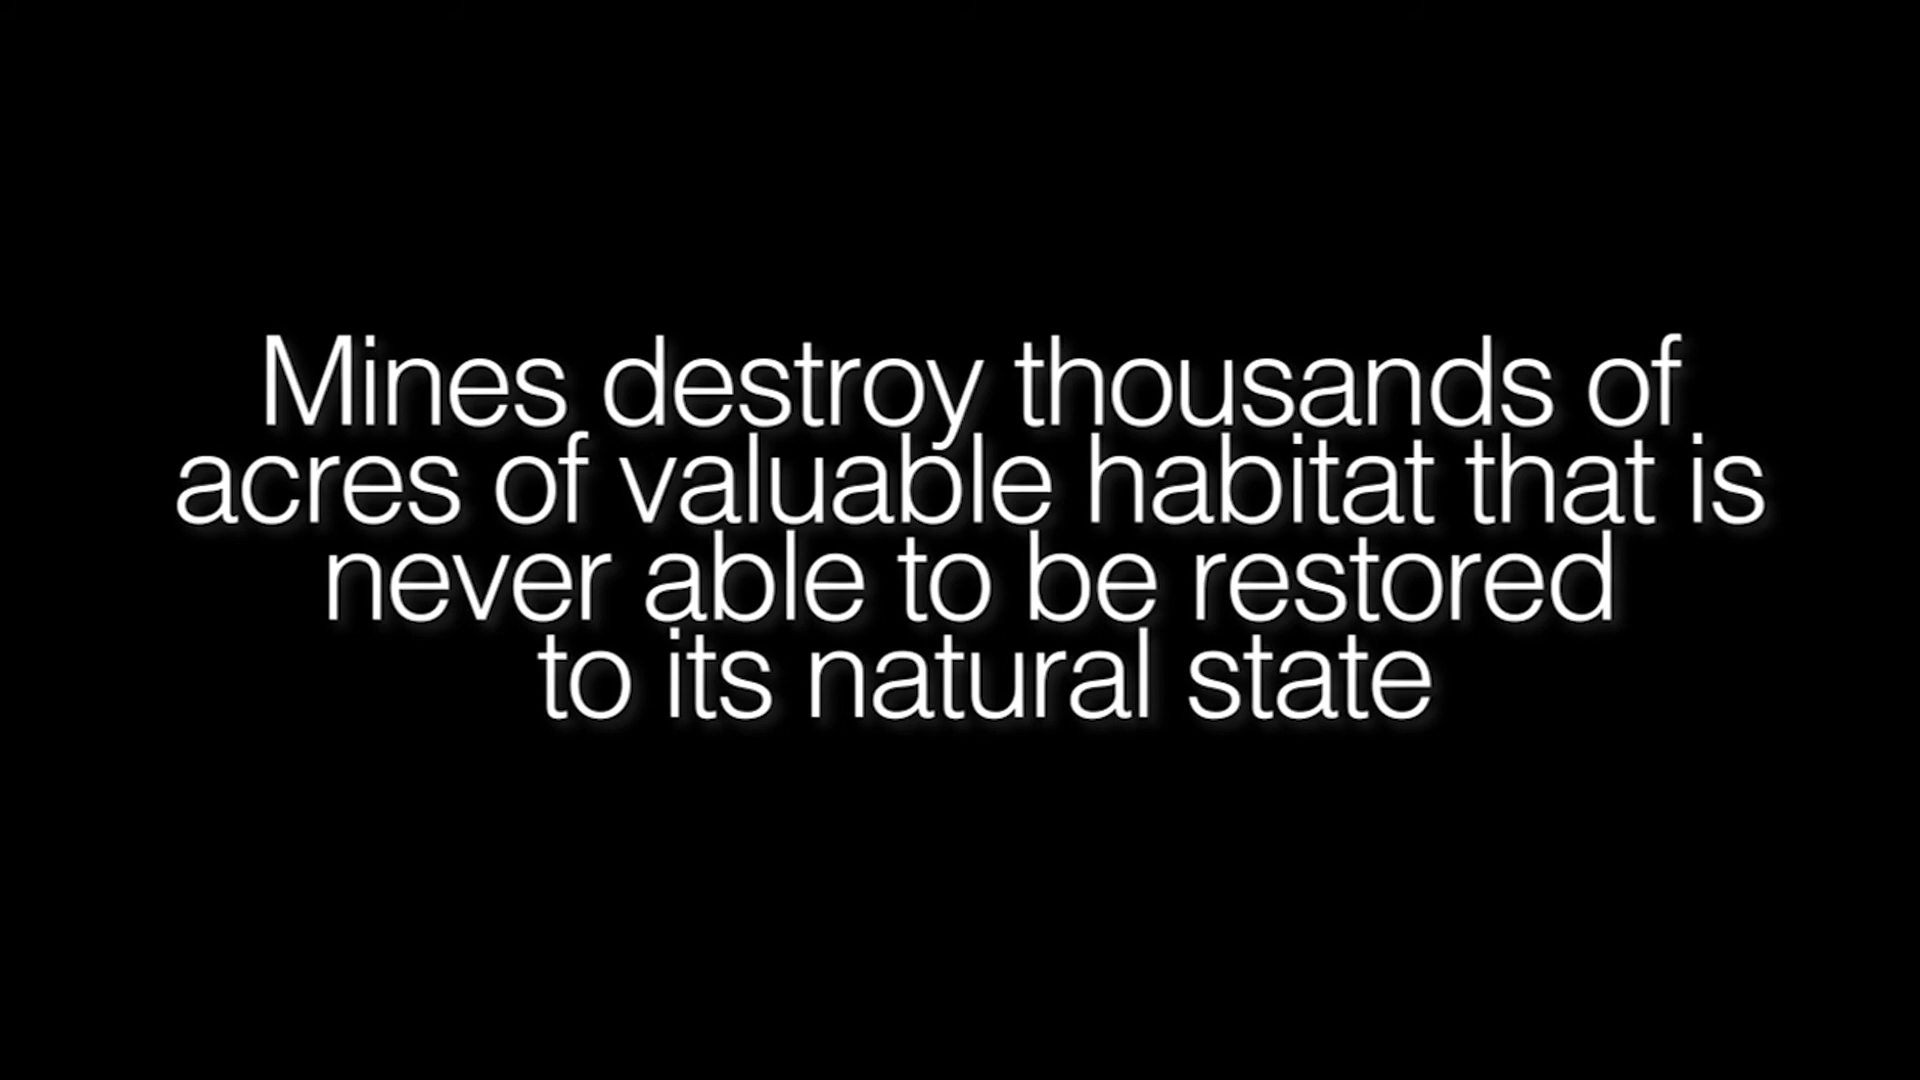 Mines destroy thousands of
acres of valuable habitat that is
never able to be restored
to its natural state